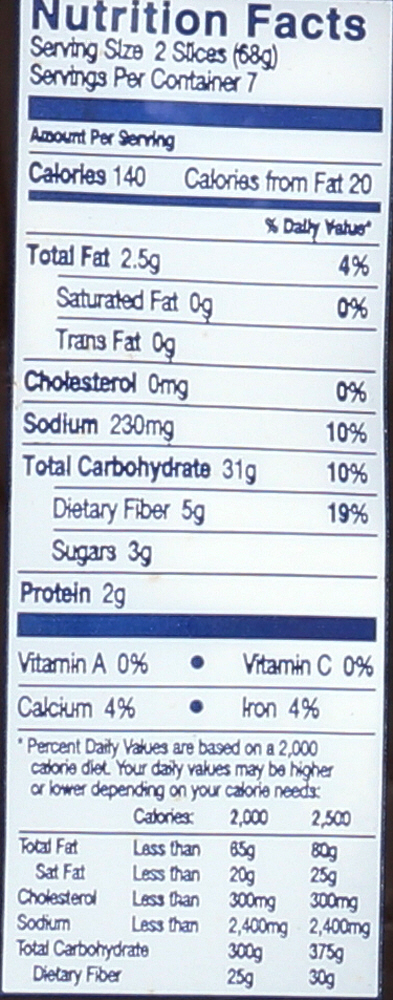 Nutrition Facts
Serving Size 2 Slices (68g)
Servings Per Container 7
Amount Per Serving
Calories 140 Calories from Fat 20
% Daily Value*
Total Fat 2.5g 4%
Saturated Fat 0g 0%
Trans Fat 0g
Cholesterol 0mg 0%
Sodium 230mg 10%
Total Carbohydrate 31g 10%
Dietary Fiber 5g 19%
Sugars 3g
Protein 2g
Vitamin A 0% • Vitamin C 0%
Calcium 4% • Iron 4%
* Percent Daily Values are based on a 2,000
calorie diet. Your daily values may be higher
or lower depending on your calorie needs:
Calories: 2,000 2,500
Total Fat Less than 65g 80g
Sat Fat Less than 20g 25g
Cholesterol Less than 300mg 300mg
Sodium Less than 2,400mg 2,400mg
Total Carbohydrate 300g 375g
Dietary Fiber 25g 30g